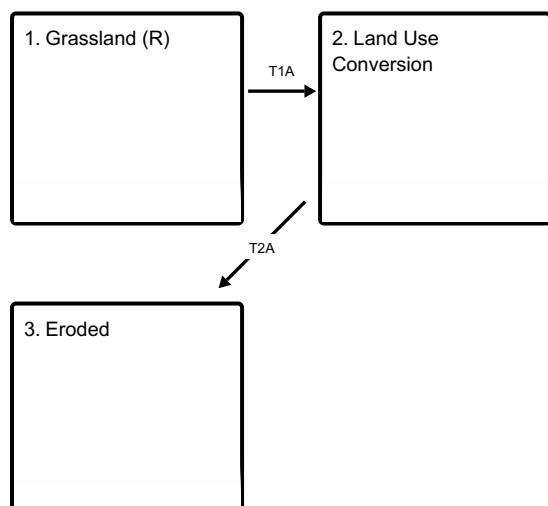 1. Grassland (R)
T1A
2. Land Use
Conversion
T2A
3. Eroded